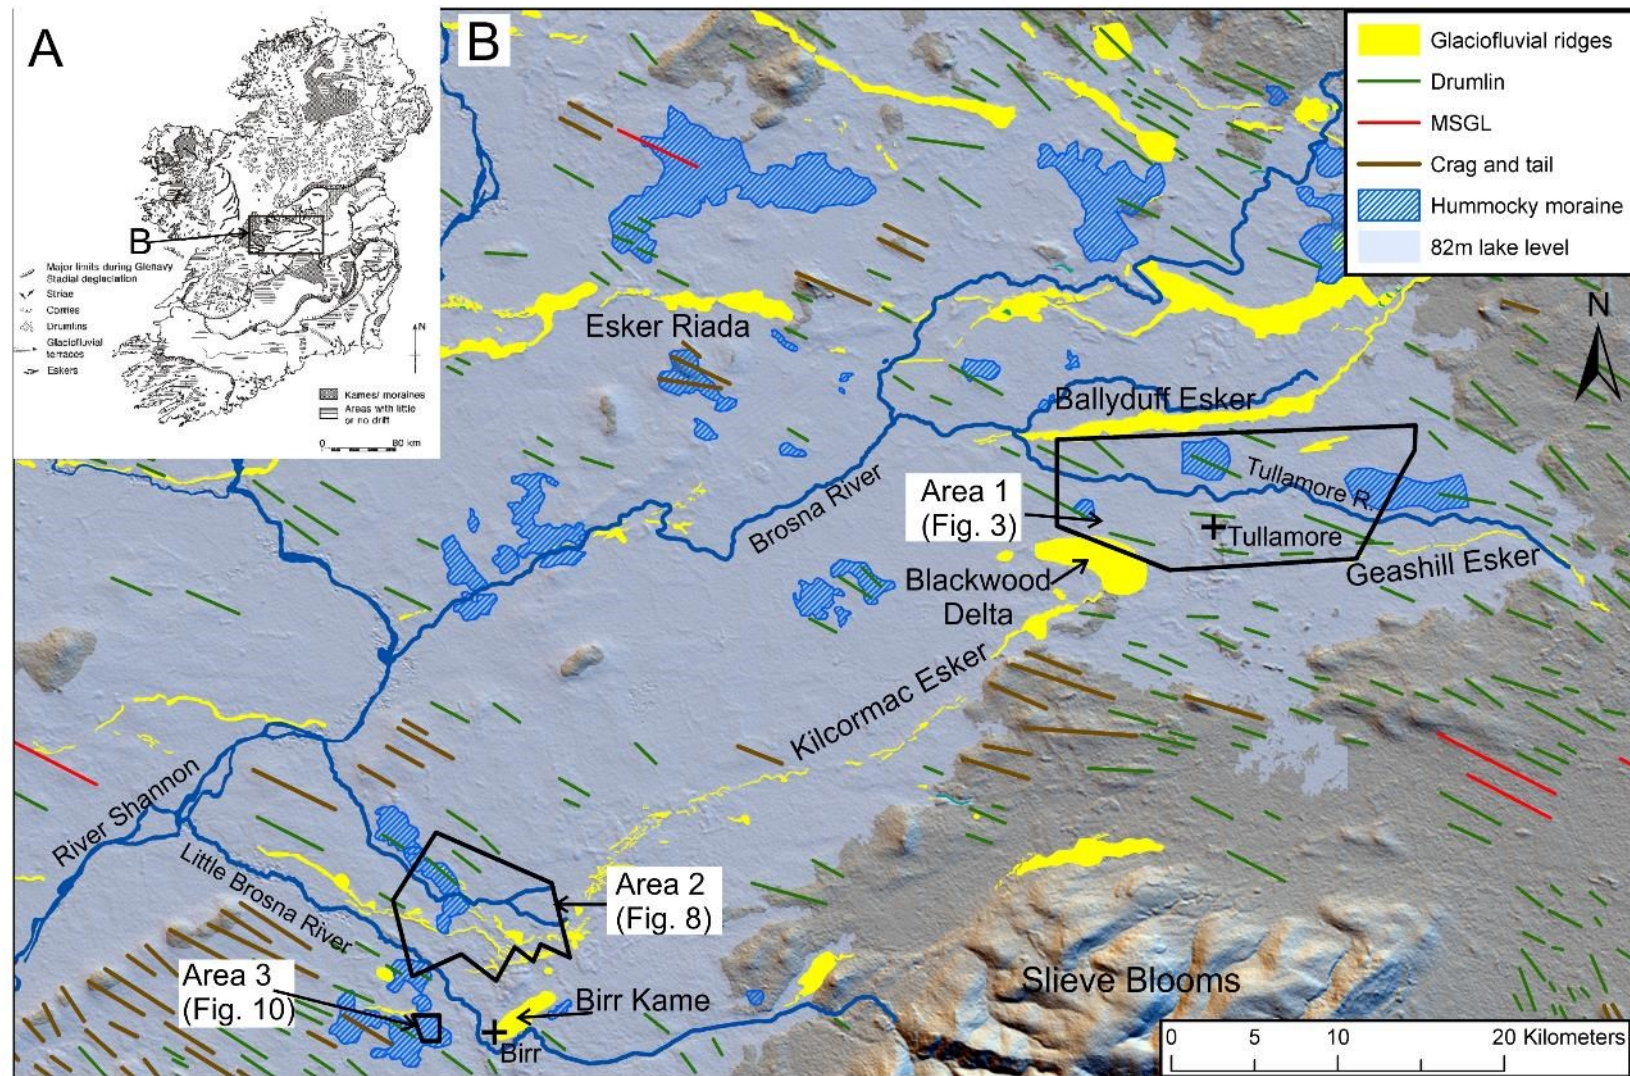 A
B
Major limits during Glenavy
Stadial deglaciation
Striae
Corries
Drumlins
Glaciofluvial
terraces
Eskers
N
Kames/ moraines
Areas with little
or no drift
0 80 km
B
Glaciofluvial ridges
Drumlin
MSGL
Crag and tail
Hummocky moraine
82m lake level
N
Esker Riada
Ballyduff Esker
Tullamore R.
Area 1
(Fig. 3)
Brosna River
Tullamore
Geashill Esker
Blackwood
Delta
Kilcormac Esker
River Shannon
Little Brosna River
Area 2
(Fig. 8)
Area 3
(Fig. 10)
Birr Kame
Birr
Slieve Blooms
0 5 10 20 Kilometers